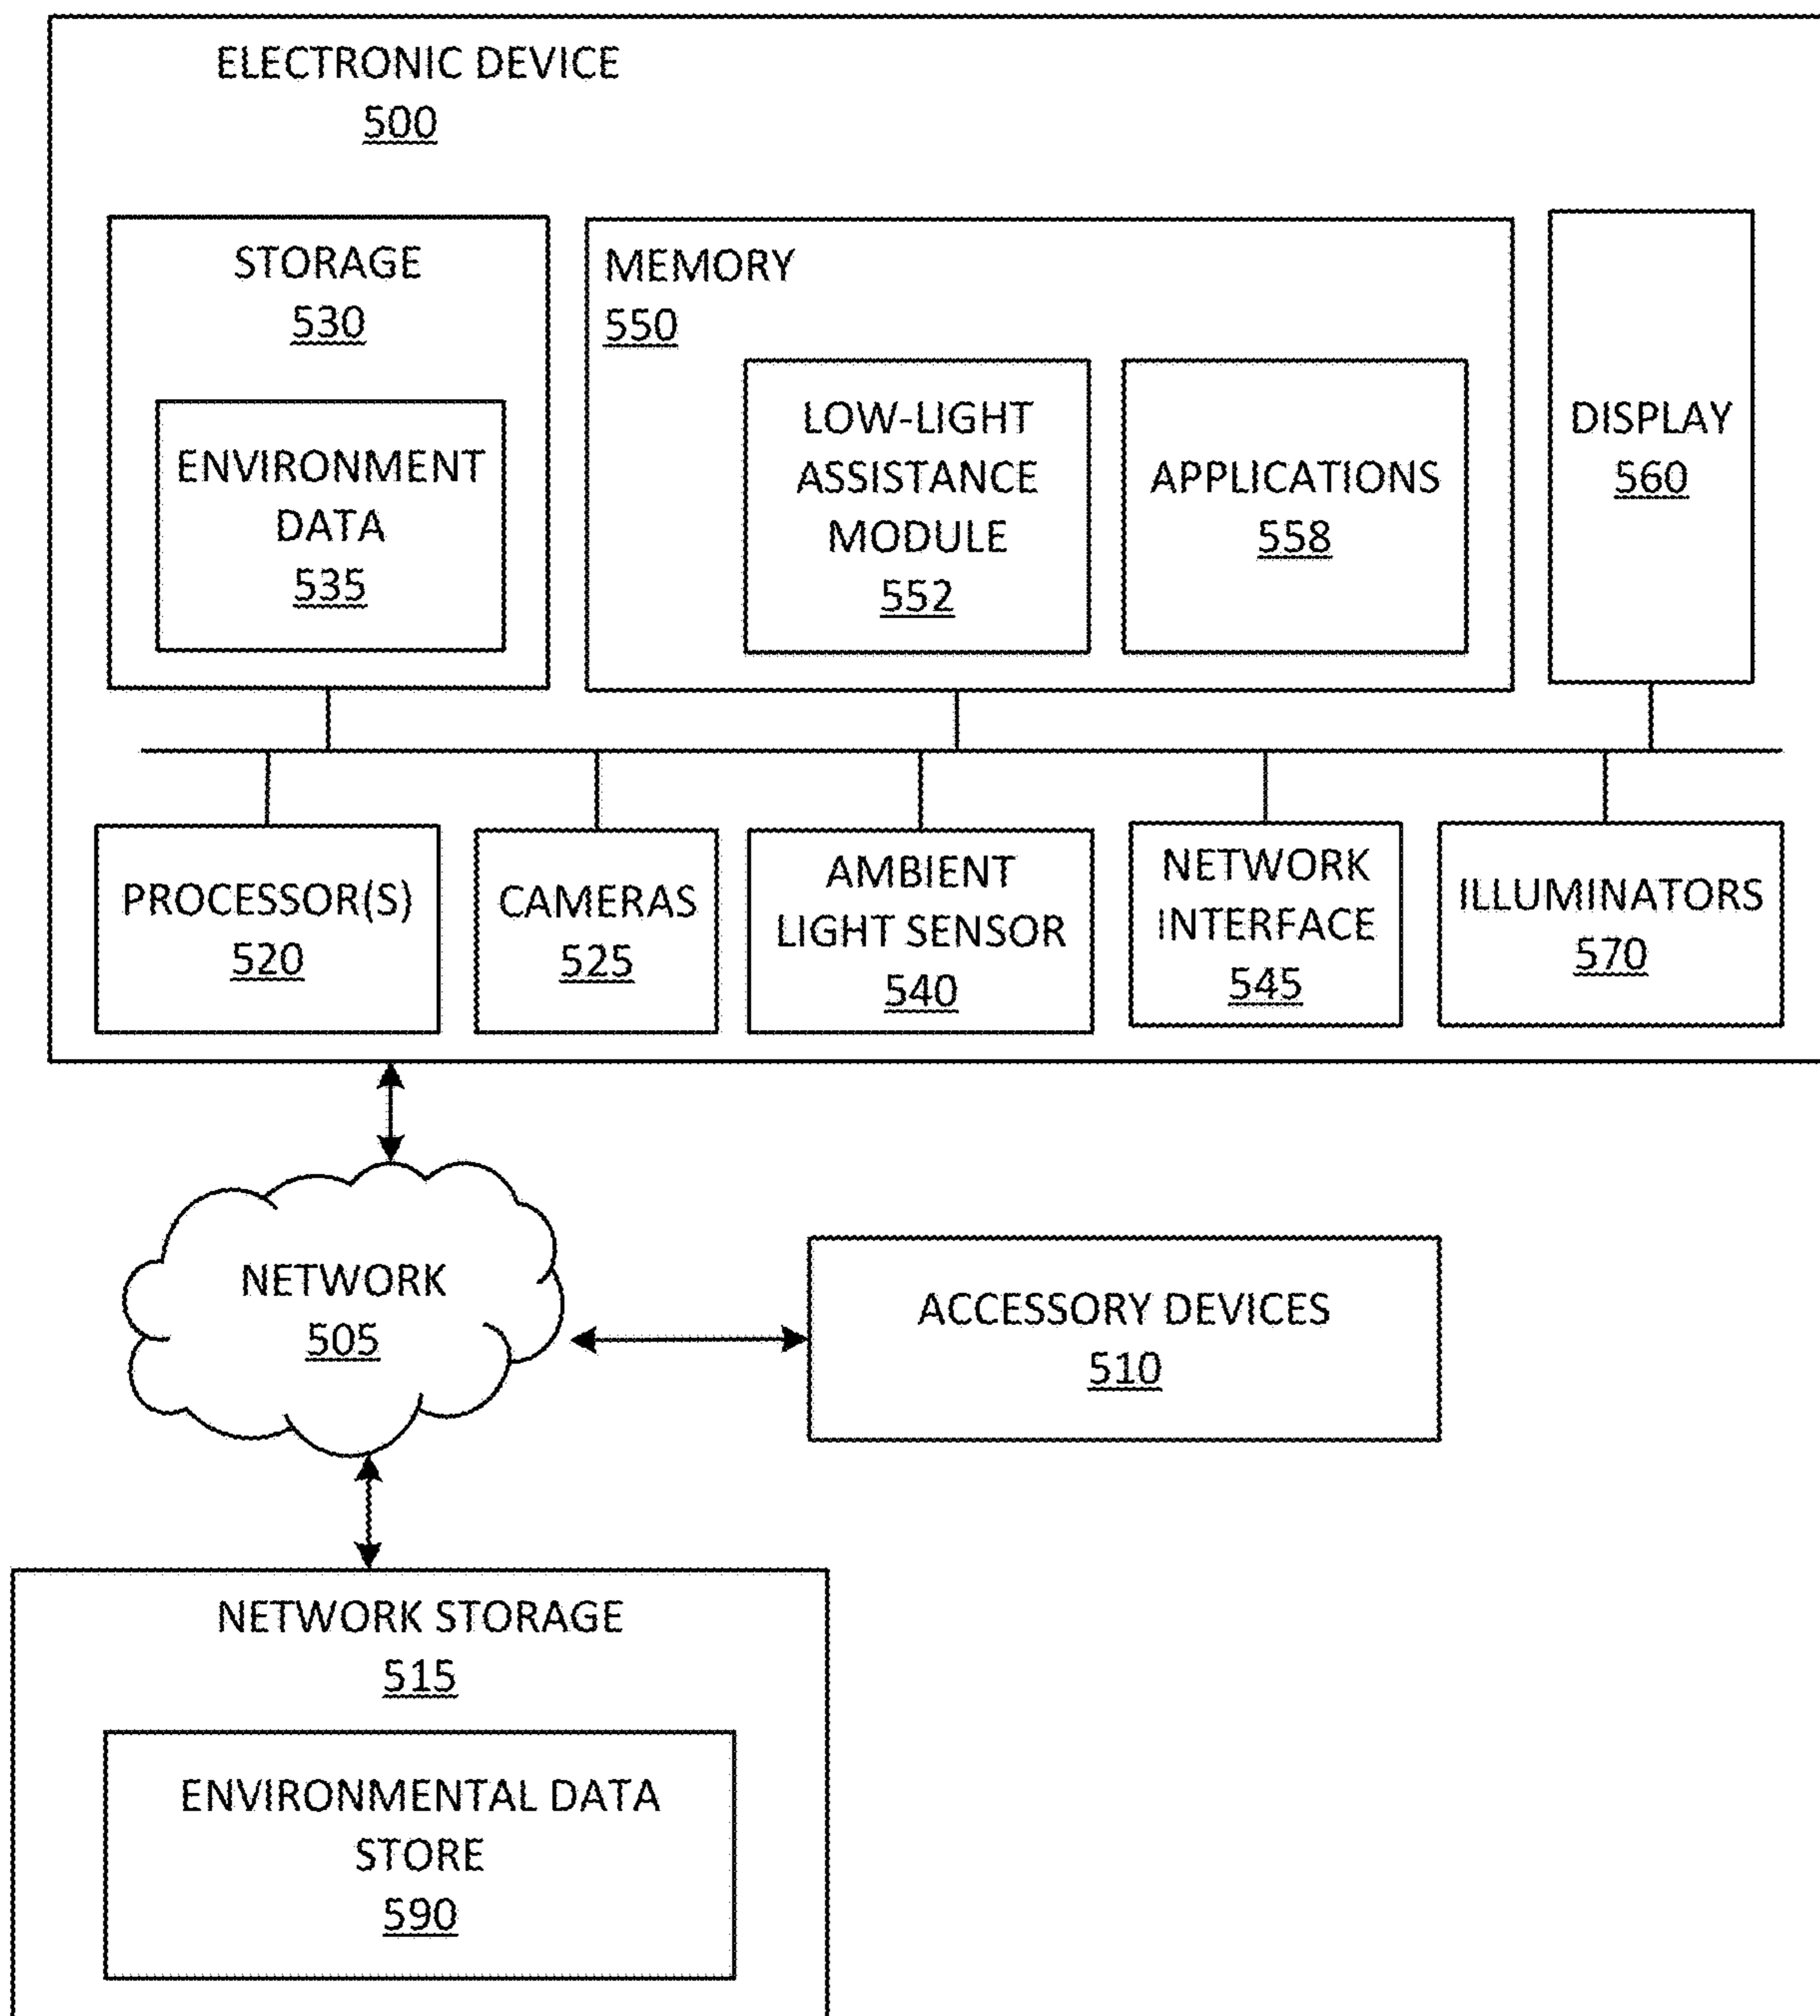 ELECTRONIC DEVICE
500
STORAGE
530
ENVIRONMENT
DATA
535
MEMORY
550
LOW-LIGHT
ASSISTANCE
MODULE
552
APPLICATIONS
558
DISPLAY
560
PROCESSOR(S)
520
CAMERAS
525
AMBIENT
LIGHT SENSOR
540
NETWORK
INTERFACE
545
ILLUMINATORS
570
NETWORK
505
ACCESSORY DEVICES
510
NETWORK STORAGE
515
ENVIRONMENTAL DATA
STORE
590